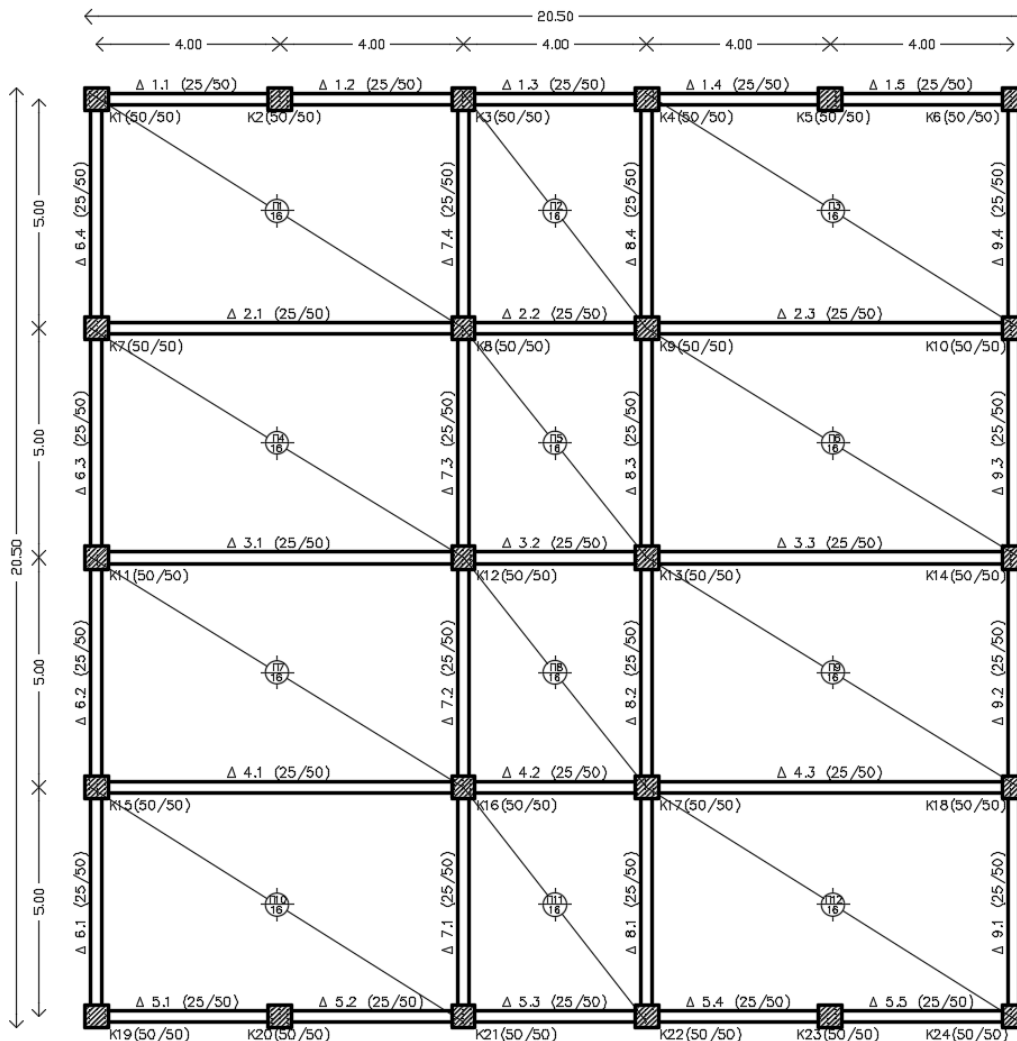 20.50
4.00 4.00 4.00 4.00 4.00
Δ 1.1 (25/50) Δ 1.2 (25/50) Δ 1.3 (25/50) Δ 1.4 (25/50) Δ 1.5 (25/50)
K1(50/50) K2(50/50) K3(50/50) K4(50/50) K5(50/50) K6(50/50)
5.00 Δ 6.4 (25/50) Δ 7.4 (25/50) Δ 8.4 (25/50) Δ 9.4 (25/50)
Π1 Π2 Π3
16 16 16
Δ 2.1 (25/50) Δ 2.2 (25/50) Δ 2.3 (25/50)
K7(50/50) K8(50/50) K9(50/50) K10(50/50)
5.00 Δ 6.3 (25/50) Δ 7.3 (25/50) Δ 8.3 (25/50) Δ 9.3 (25/50)
Π4 Π5 Π6
16 16 16
20.50
Δ 3.1 (25/50) Δ 3.2 (25/50) Δ 3.3 (25/50)
K11(50/50) K12(50/50) K13(50/50) K14(50/50)
5.00 Δ 6.2 (25/50) Δ 7.2 (25/50) Δ 8.2 (25/50) Δ 9.2 (25/50)
Π7 Π8 Π9
16 16 16
Δ 4.1 (25/50) Δ 4.2 (25/50) Δ 4.3 (25/50)
K15(50/50) K16(50/50) K17(50/50) K18(50/50)
5.00 Δ 6.1 (25/50) Δ 7.1 (25/50) Δ 8.1 (25/50) Δ 9.1 (25/50)
Π10 Π11 Π12
16 16 16
Δ 5.1 (25/50) Δ 5.2 (25/50) Δ 5.3 (25/50) Δ 5.4 (25/50) Δ 5.5 (25/50)
K19(50/50) K20(50/50) K21(50/50) K22(50/50) K23(50/50) K24(50/50)